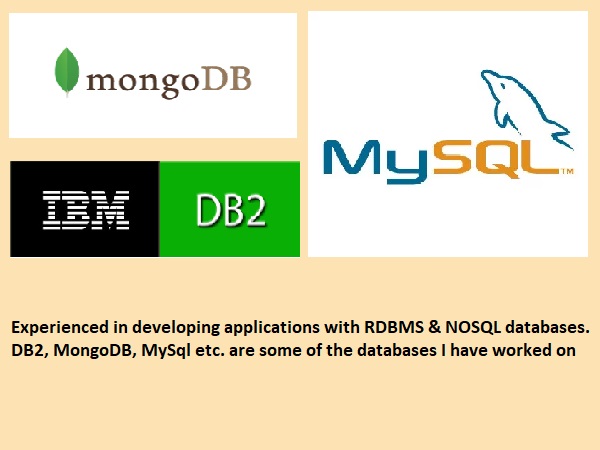 mongoDB
MySQL™
IBM DB2
Experienced in developing applications with RDBMS & NOSQL databases.
DB2, MongoDB, MySql etc. are some of the databases I have worked on